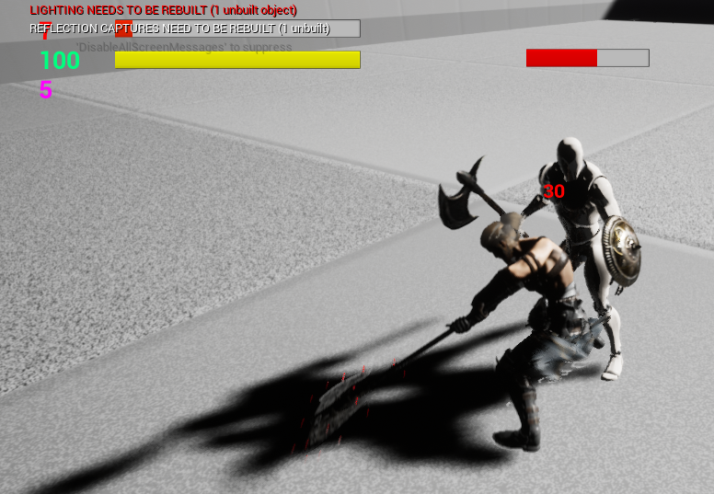 LIGHTING NEEDS TO BE REBUILT (1 unbuilt object)
7
REFLECTION CAPTURES NEED TO BE REBUILT (1 unbuilt)
'DisableAllScreenMessages' to suppress
100
5
30